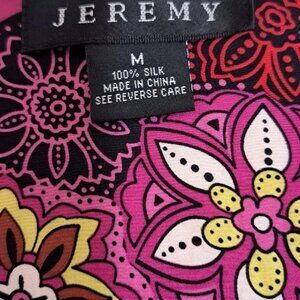 JEREMY
M
100% SILK
MADE IN CHINA
SEE REVERSE CARE